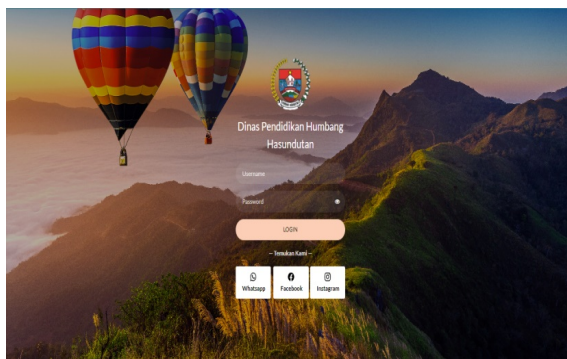 Dinas Pendidikan Humbang
Hasundutan
Username
Password
LOGIN
-- Temukan Kami --
Whatsapp
Facebook
Instagram